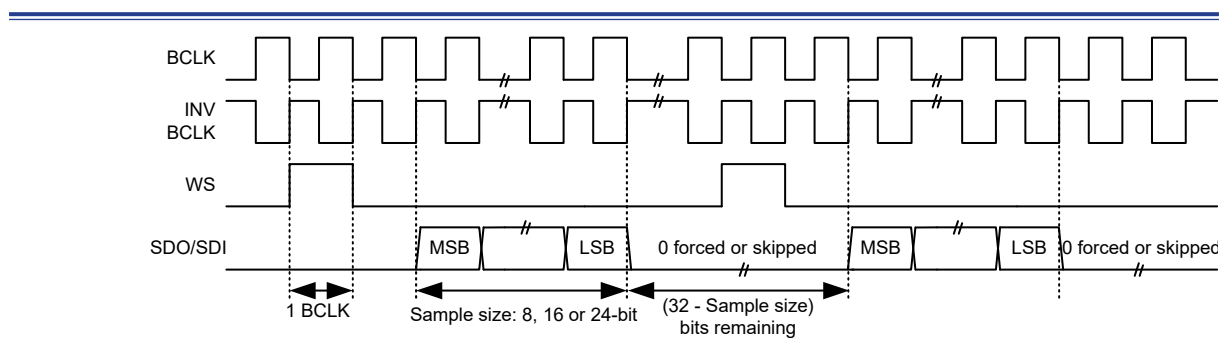 BCLK
INV
BCLK
WS
SDO/SDI
MSB
LSB
0 forced or skipped
MSB
LSB
0 forced or skipped
1 BCLK
Sample size: 8, 16 or 24-bit
(32 - Sample size)
bits remaining